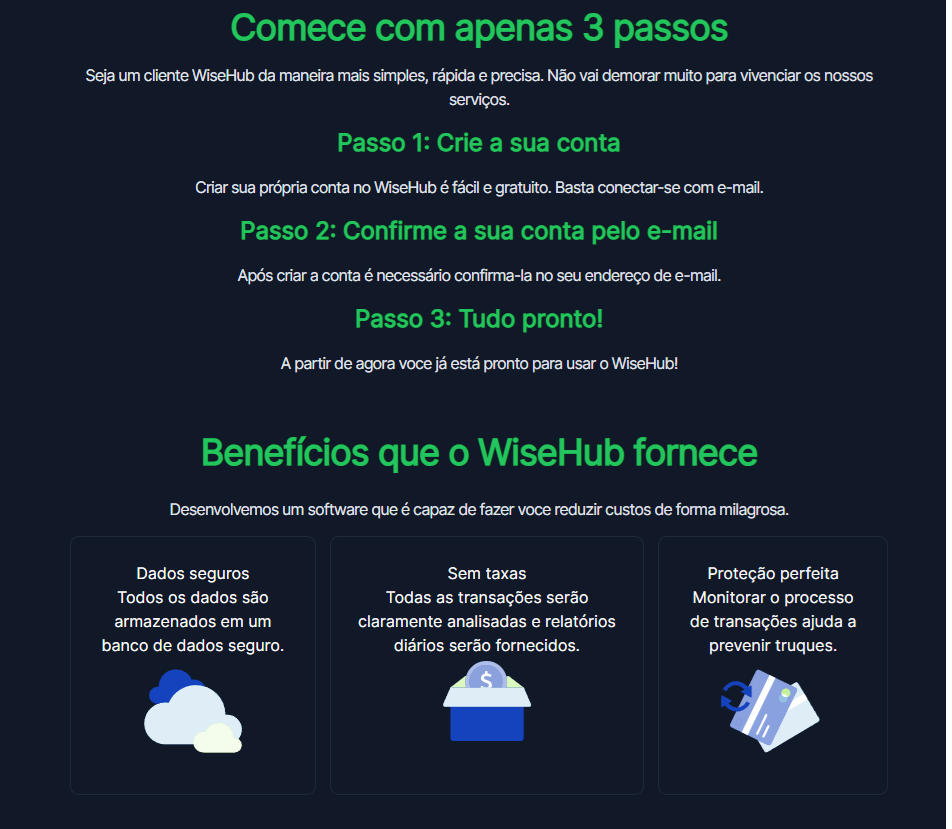 Comece com apenas 3 passos
Seja um cliente WiseHub da maneira mais simples, rápida e precisa. Não vai demorar muito para vivenciar os nossos
serviços.
Passo 1: Crie a sua conta
Criar sua própria conta no WiseHub é fácil e gratuito. Basta conectar-se com e-mail.
Passo 2: Confirme a sua conta pelo e-mail
Após criar a conta é necessário confirma-la no seu endereço de e-mail.
Passo 3: Tudo pronto!
A partir de agora voce já está pronto para usar o WiseHub!
Benefícios que o WiseHub fornece
Desenvolvemos um software que é capaz de fazer voce reduzir custos de forma milagrosa.
Dados seguros
Todos os dados são
armazenados em um
banco de dados seguro.
Sem taxas
Todas as transações serão
claramente analisadas e relatórios
diários serão fornecidos.
$
Proteção perfeita
Monitorar o processo
de transações ajuda a
prevenir truques.